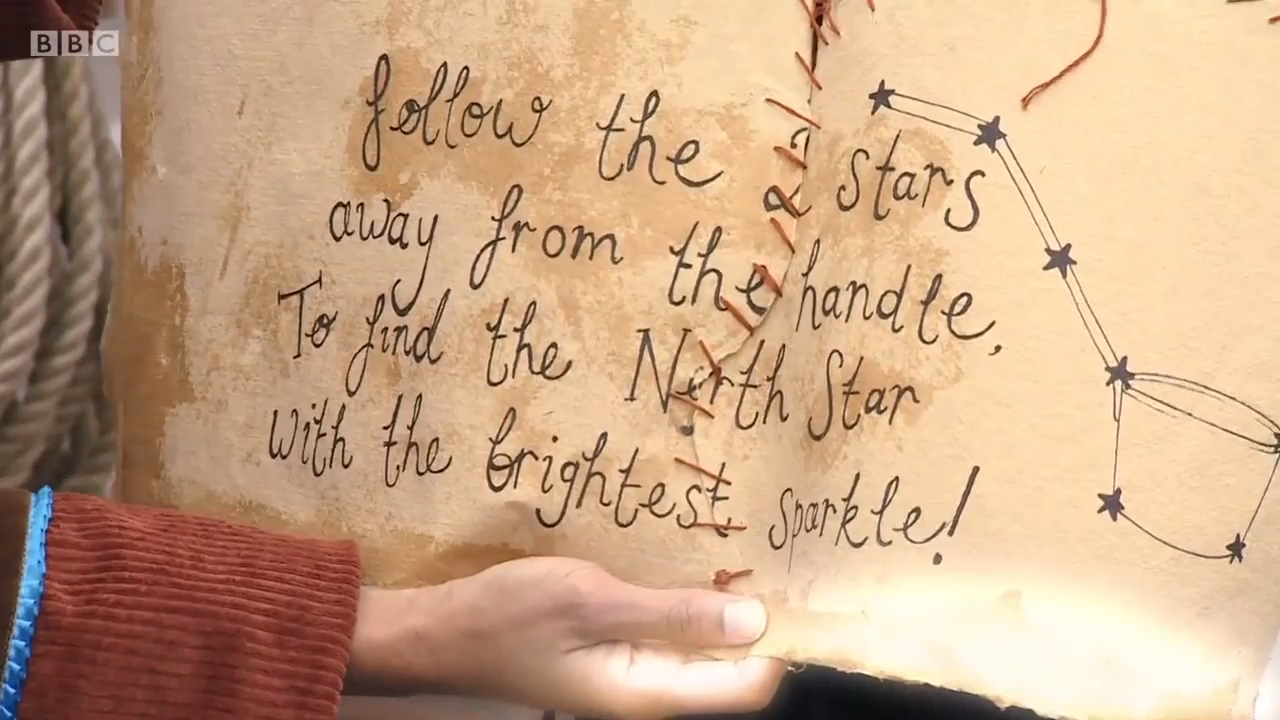 BBC
follow the 2 stars
away from the handle,
To find the North Star
with the brightest sparkle!